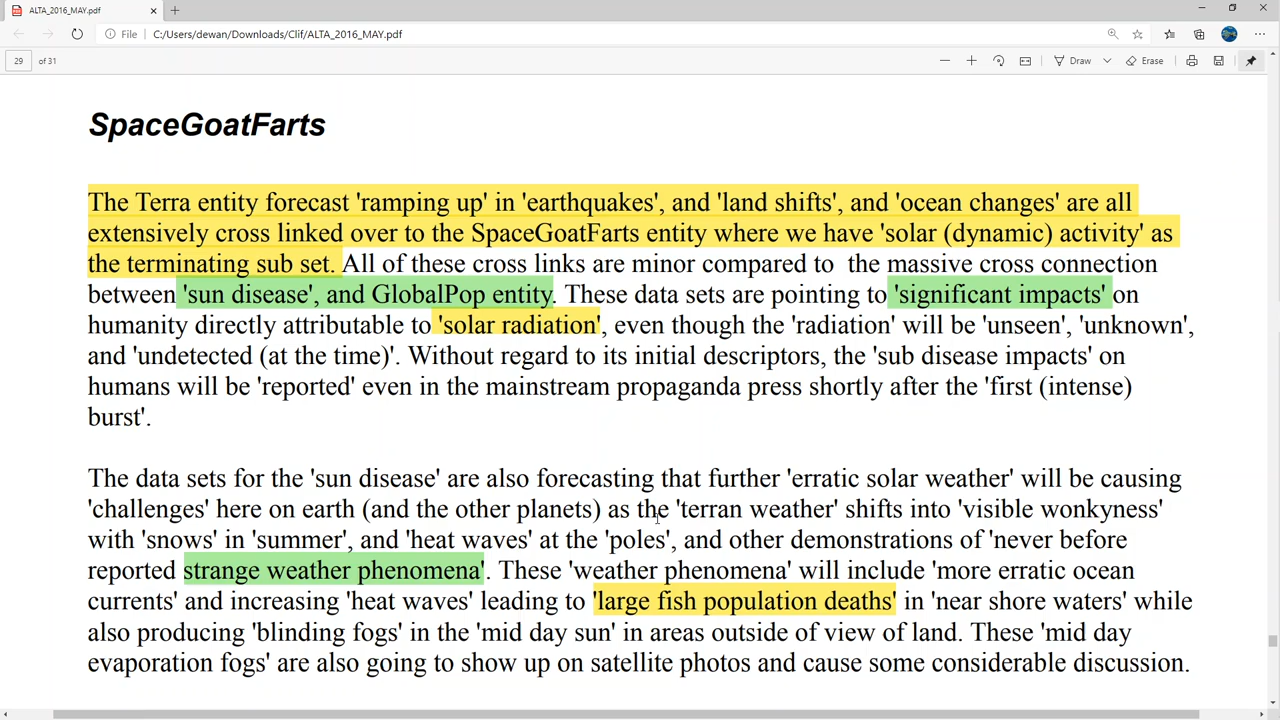 ALTA_2016_MAY.pdf
File C:/Users/dewan/Downloads/Clif/ALTA_2016_MAY.pdf
29 of 31 Draw Erase
SpaceGoatFarts
The Terra entity forecast 'ramping up' in 'earthquakes', and 'land shifts', and 'ocean changes' are all
extensively cross linked over to the SpaceGoatFarts entity where we have 'solar (dynamic) activity' as
the terminating sub set. All of these cross links are minor compared to the massive cross connection
between 'sun disease', and GlobalPop entity. These data sets are pointing to 'significant impacts' on
humanity directly attributable to 'solar radiation', even though the 'radiation' will be 'unseen', 'unknown',
and 'undetected (at the time)'. Without regard to its initial descriptors, the 'sub disease impacts' on
humans will be 'reported' even in the mainstream propaganda press shortly after the 'first (intense)
burst'.
The data sets for the 'sun disease' are also forecasting that further 'erratic solar weather' will be causing
'challenges' here on earth (and the other planets) as the 'terran weather' shifts into 'visible wonkyness'
with 'snows' in 'summer', and 'heat waves' at the 'poles', and other demonstrations of 'never before
reported strange weather phenomena'. These 'weather phenomena' will include 'more erratic ocean
currents' and increasing 'heat waves' leading to 'large fish population deaths' in 'near shore waters' while
also producing 'blinding fogs' in the 'mid day sun' in areas outside of view of land. These 'mid day
evaporation fogs' are also going to show up on satellite photos and cause some considerable discussion.